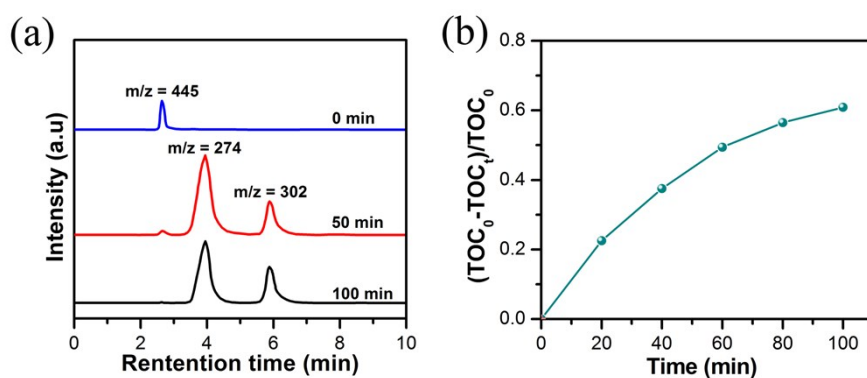 (a)
Intensity (a.u)
m/z = 445
0 min
m/z = 274
m/z = 302
50 min
100 min
0 2 4 6 8 10
Rentention time (min)
(b)
(TOC₀-TOCₜ)/TOC₀
0.8
0.6
0.4
0.2
0.0
0 20 40 60 80 100
Time (min)